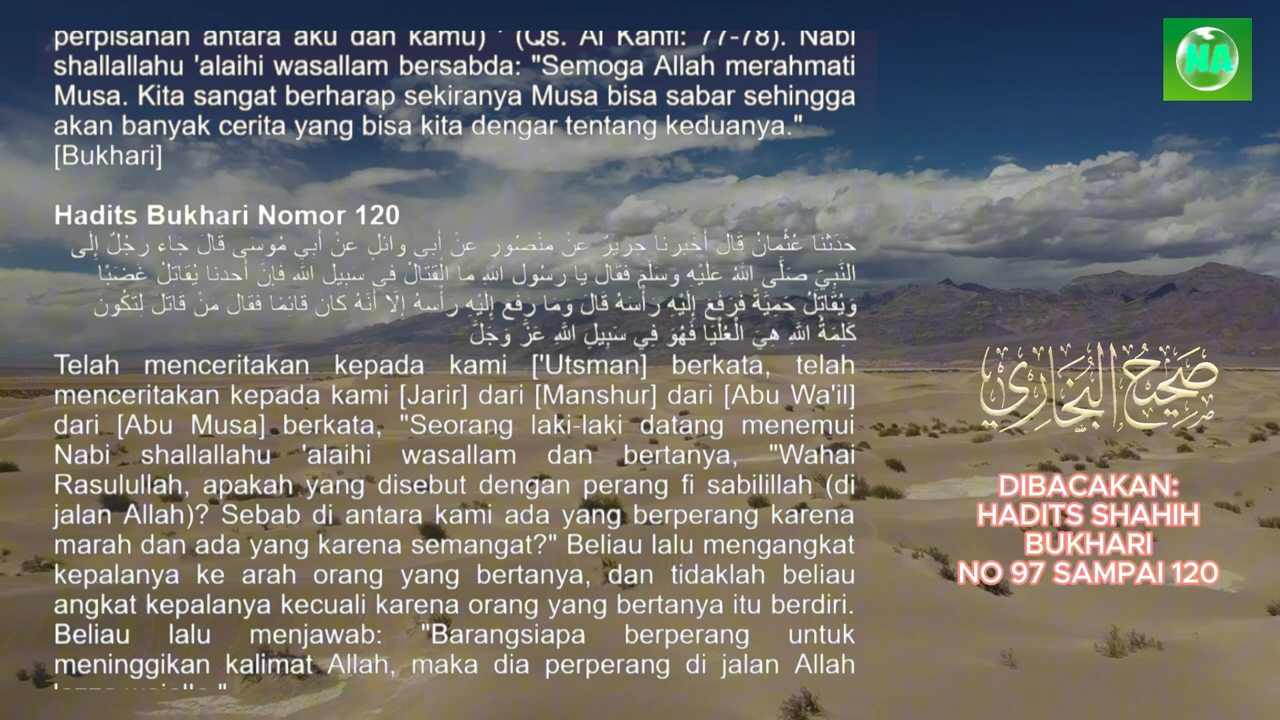 perpisahan antara aku dan kamu) ' (Qs. Al Kahfi: 77-78). Nabi
shallallahu 'alaihi wasallam bersabda: "Semoga Allah merahmati
Musa. Kita sangat berharap sekiranya Musa bisa sabar sehingga
akan banyak cerita yang bisa kita dengar tentang keduanya."
[Bukhari]
Hadits Bukhari Nomor 120
حَدَّثَنَا عُثْمَانُ قَالَ أَخْبَرَنَا جَرِيرٌ عَنْ مَنْصُورٍ عَنْ أَبِي وَائِلٍ عَنْ أَبِي مُوسَى قَالَ جَاءَ رَجُلٌ إِلَى
النَّبِيِّ صَلَّى اللَّهُ عَلَيْهِ وَسَلَّمَ فَقَالَ يَا رَسُولَ اللَّهِ مَا الْقِتَالُ فِي سَبِيلِ اللَّهِ فَإِنَّ أَحَدَنَا يُقَاتِلُ غَضَبًا
وَيُقَاتِلُ حَمِيَّةً فَرَفَعَ إِلَيْهِ رَأْسَهُ قَالَ وَمَا رَفَعَ إِلَيْهِ رَأْسَهُ إِلَّا أَنَّهُ كَانَ قَائِمًا فَقَالَ مَنْ قَاتَلَ لِتَكُونَ
كَلِمَةُ اللَّهِ هِيَ الْعُلْيَا فَهُوَ فِي سَبِيلِ اللَّهِ عَزَّ وَجَلَّ
Telah menceritakan kepada kami ['Utsman] berkata, telah
menceritakan kepada kami [Jarir] dari [Manshur] dari [Abu Wa'il]
dari [Abu Musa] berkata, "Seorang laki-laki datang menemui
Nabi shallallahu 'alaihi wasallam dan bertanya, "Wahai
Rasulullah, apakah yang disebut dengan perang fi sabilillah (di
jalan Allah)? Sebab di antara kami ada yang berperang karena
marah dan ada yang karena semangat?" Beliau lalu mengangkat
kepalanya ke arah orang yang bertanya, dan tidaklah beliau
angkat kepalanya kecuali karena orang yang bertanya itu berdiri.
Beliau lalu menjawab: "Barangsiapa berperang untuk
meninggikan kalimat Allah, maka dia perperang di jalan Allah
NA
صَحِيحُ الْبُخَارِيِّ
DIBACAKAN:
HADITS SHAHIH
BUKHARI
NO 97 SAMPAI 120